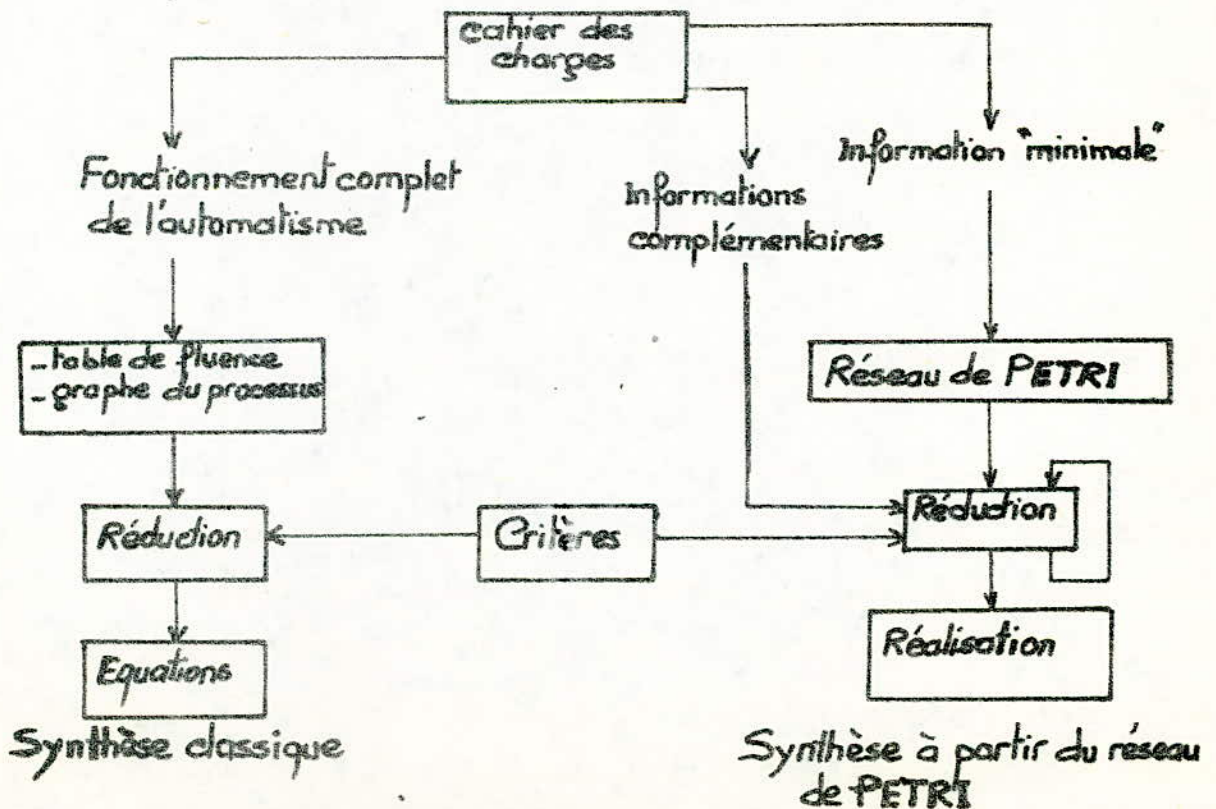 Cahier des
charges
Fonctionnement complet
de l'automatisme
Informations
complémentaires
Information "minimale"
- table de fluence
- graphe du processus
Réseau de PETRI
Réduction
Critères
Réduction
Equations
Réalisation
Synthèse classique
Synthèse à partir du réseau
de PETRI